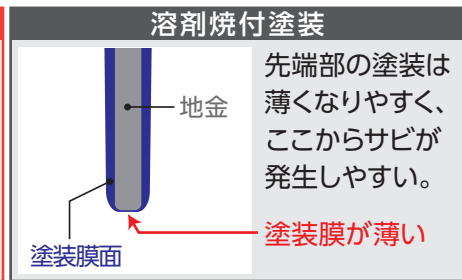 溶剤焼付塗装
地金
先端部の塗装は
薄くなりやすく、
ここからサビが
発生しやすい。
塗装膜が薄い
塗装膜面